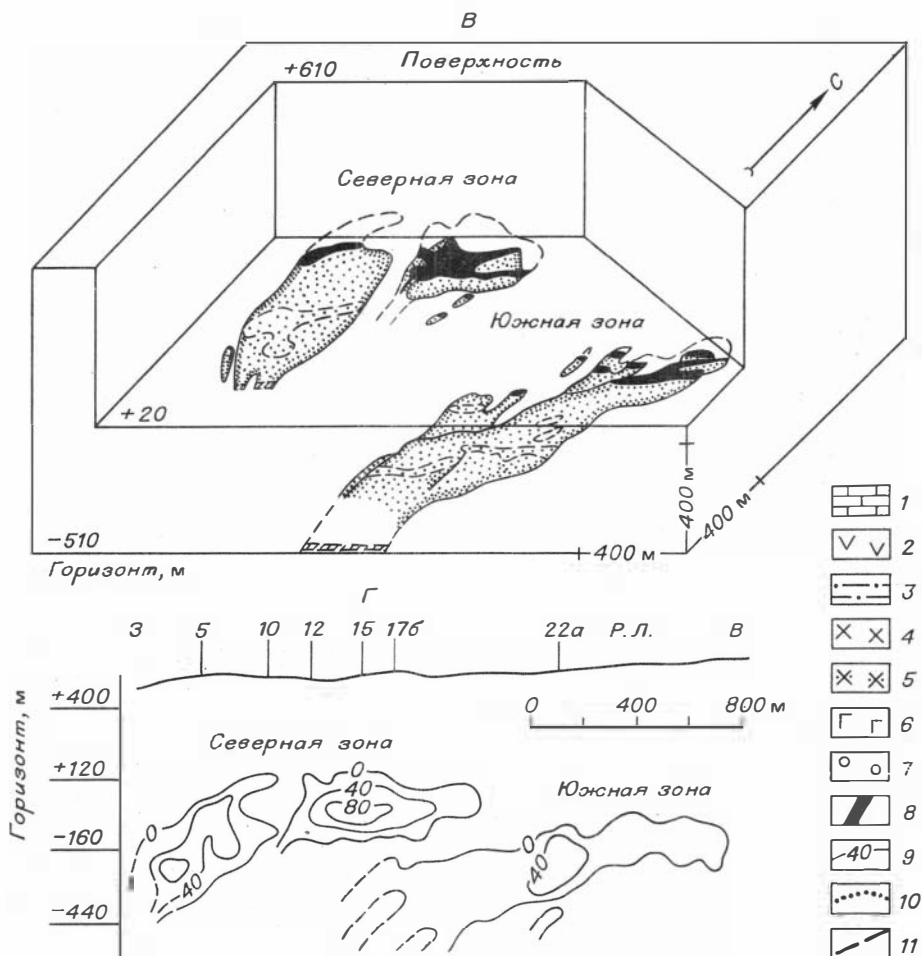 В
+610
Поверхность
С
Северная зона
Южная зона
+20
400 м
400 м
-510
400 м
Горизонт, м
1
2
3
4
5
6
7
8
40 9
10
11
Г
З 5 10 12 15 17б 22а Р.Л. В
Горизонт, м
+400
+120
-160
-440
0 400 800 м
Северная зона
Южная зона
0
40
0
40
80
0
40